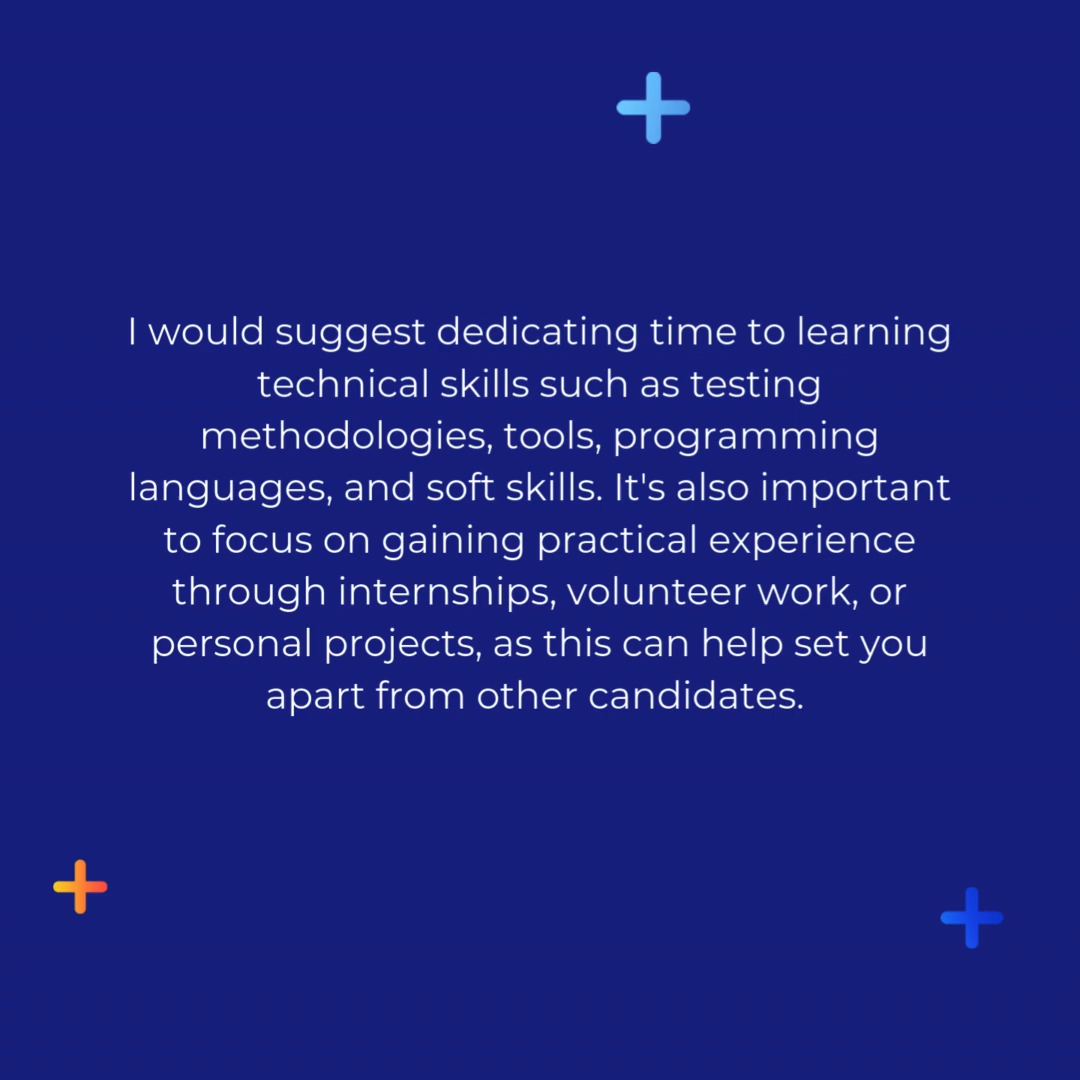 I would suggest dedicating time to learning
technical skills such as testing
methodologies, tools, programming
languages, and soft skills. It's also important
to focus on gaining practical experience
through internships, volunteer work, or
personal projects, as this can help set you
apart from other candidates.